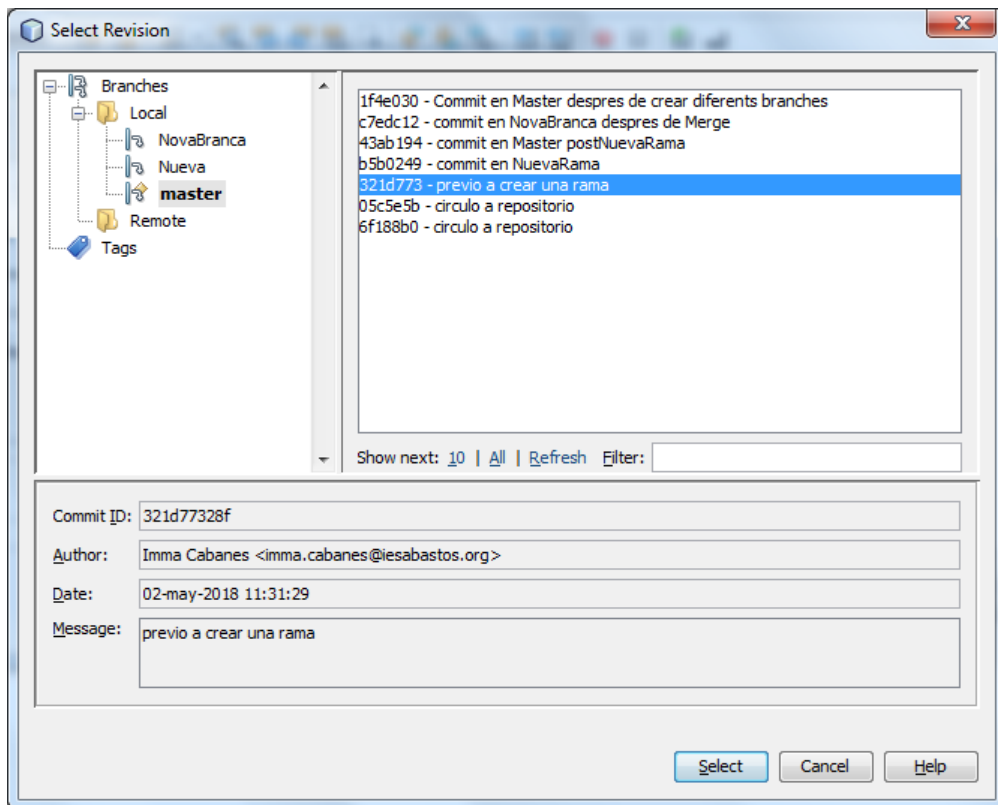 Select Revision
Branches
Local
NovaBranca
Nueva
master
Remote
Tags
1f4e030 - Commit en Master despres de crear diferents branches
c7edc12 - commit en NovaBranca despres de Merge
43ab194 - commit en Master postNuevaRama
b5b0249 - commit en NuevaRama
321d773 - previo a crear una rama
05c5e5b - circulo a repositorio
6f188b0 - circulo a repositorio
Show next: 10 | All | Refresh Filter:
Commit ID: 321d77328f
Author: Imma Cabanes <imma.cabanes@iesabastos.org>
Date: 02-may-2018 11:31:29
Message: previo a crear una rama
Select Cancel Help